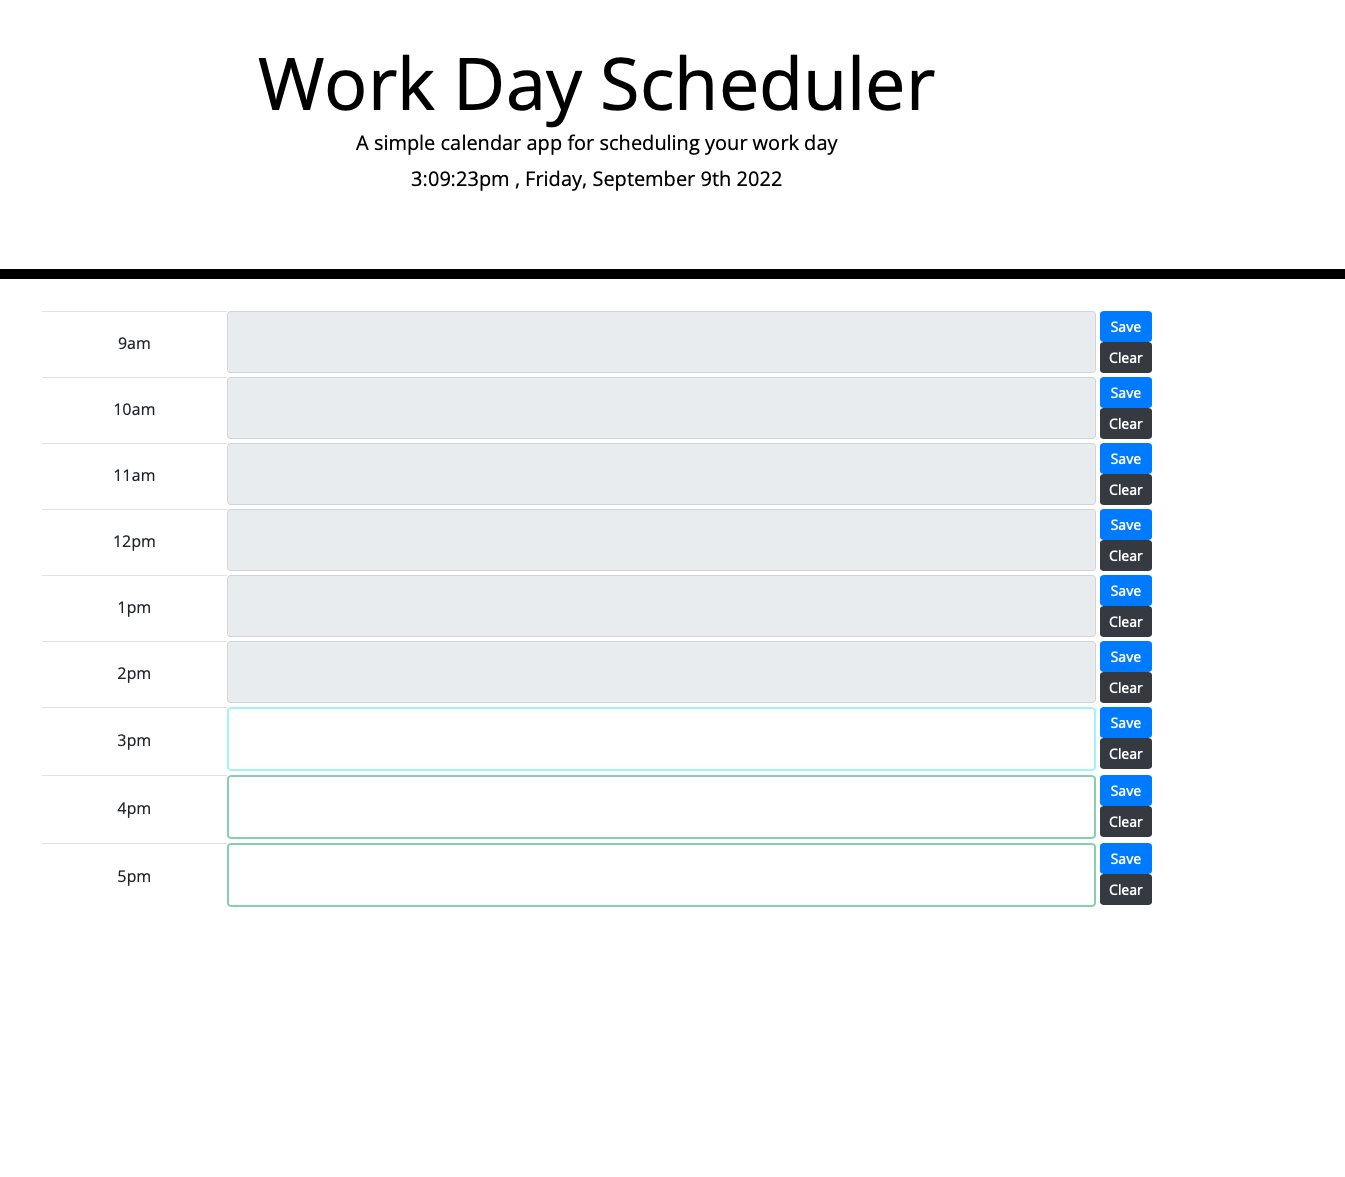 Work Day Scheduler
A simple calendar app for scheduling your work day
3:09:23pm , Friday, September 9th 2022
9am
Save
Clear
10am
Save
Clear
11am
Save
Clear
12pm
Save
Clear
1pm
Save
Clear
2pm
Save
Clear
3pm
Save
Clear
4pm
Save
Clear
5pm
Save
Clear